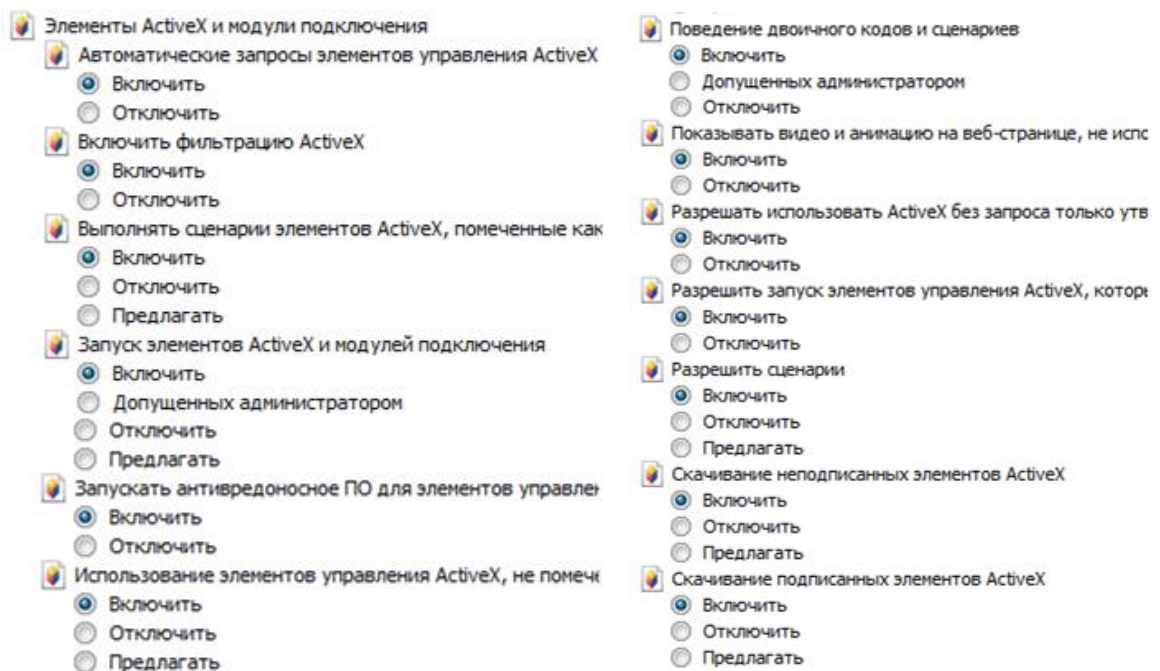 Элементы ActiveX и модули подключения
Автоматические запросы элементов управления ActiveX
Включить
Отключить
Включить фильтрацию ActiveX
Включить
Отключить
Выполнять сценарии элементов ActiveX, помеченные как
Включить
Отключить
Предлагать
Запуск элементов ActiveX и модулей подключения
Включить
Допущенных администратором
Отключить
Предлагать
Запускать антивредоносное ПО для элементов управлен
Включить
Отключить
Использование элементов управления ActiveX, не помече
Включить
Отключить
Предлагать
Поведение двоичного кодов и сценариев
Включить
Допущенных администратором
Отключить
Показывать видео и анимацию на веб-странице, не испо
Включить
Отключить
Разрешать использовать ActiveX без запроса только утв
Включить
Отключить
Разрешить запуск элементов управления ActiveX, которы
Включить
Отключить
Разрешить сценарии
Включить
Отключить
Предлагать
Скачивание неподписанных элементов ActiveX
Включить
Отключить
Предлагать
Скачивание подписанных элементов ActiveX
Включить
Отключить
Предлагать